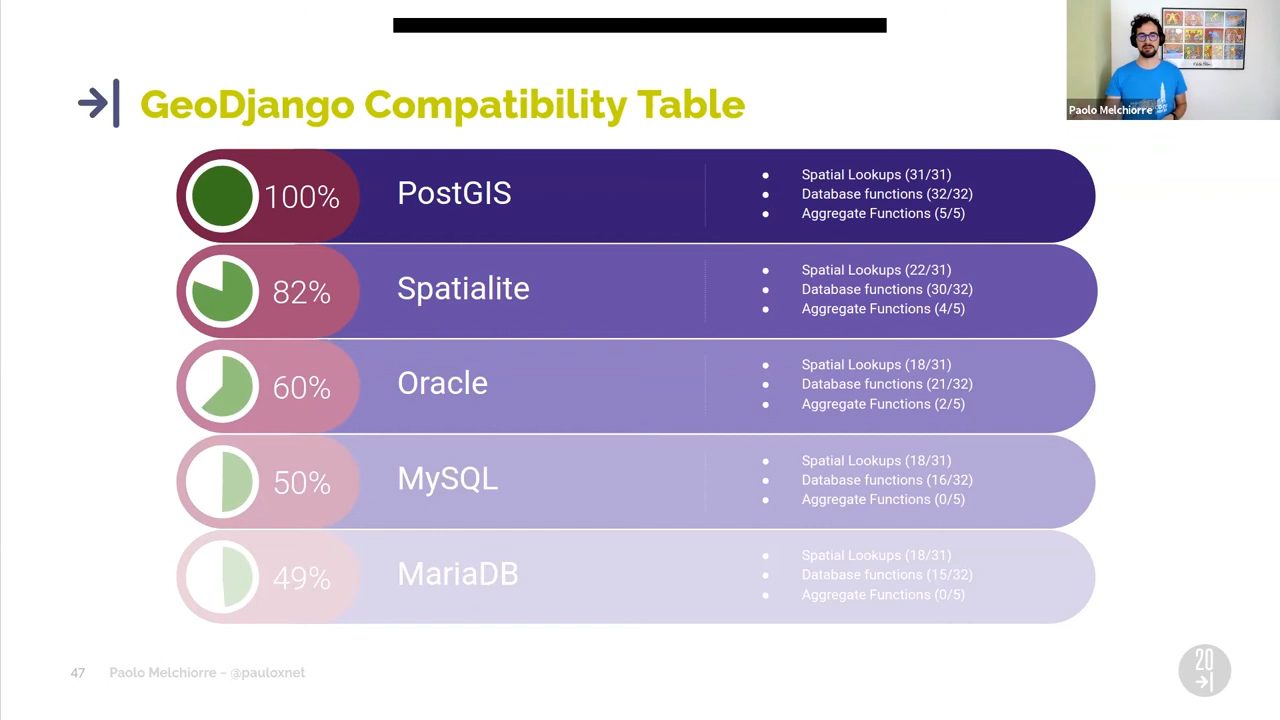 GeoDjango Compatibility Table
Paolo Melchiorre
100%
PostGIS
● Spatial Lookups (31/31)
● Database functions (32/32)
● Aggregate Functions (5/5)
82%
Spatialite
● Spatial Lookups (22/31)
● Database functions (30/32)
● Aggregate Functions (4/5)
60%
Oracle
● Spatial Lookups (18/31)
● Database functions (21/32)
● Aggregate Functions (2/5)
50%
MySQL
● Spatial Lookups (18/31)
● Database functions (16/32)
● Aggregate Functions (0/5)
49%
MariaDB
● Spatial Lookups (18/31)
● Database functions (15/32)
● Aggregate Functions (0/5)
47 Paolo Melchiorre ~ @pauloxnet
20